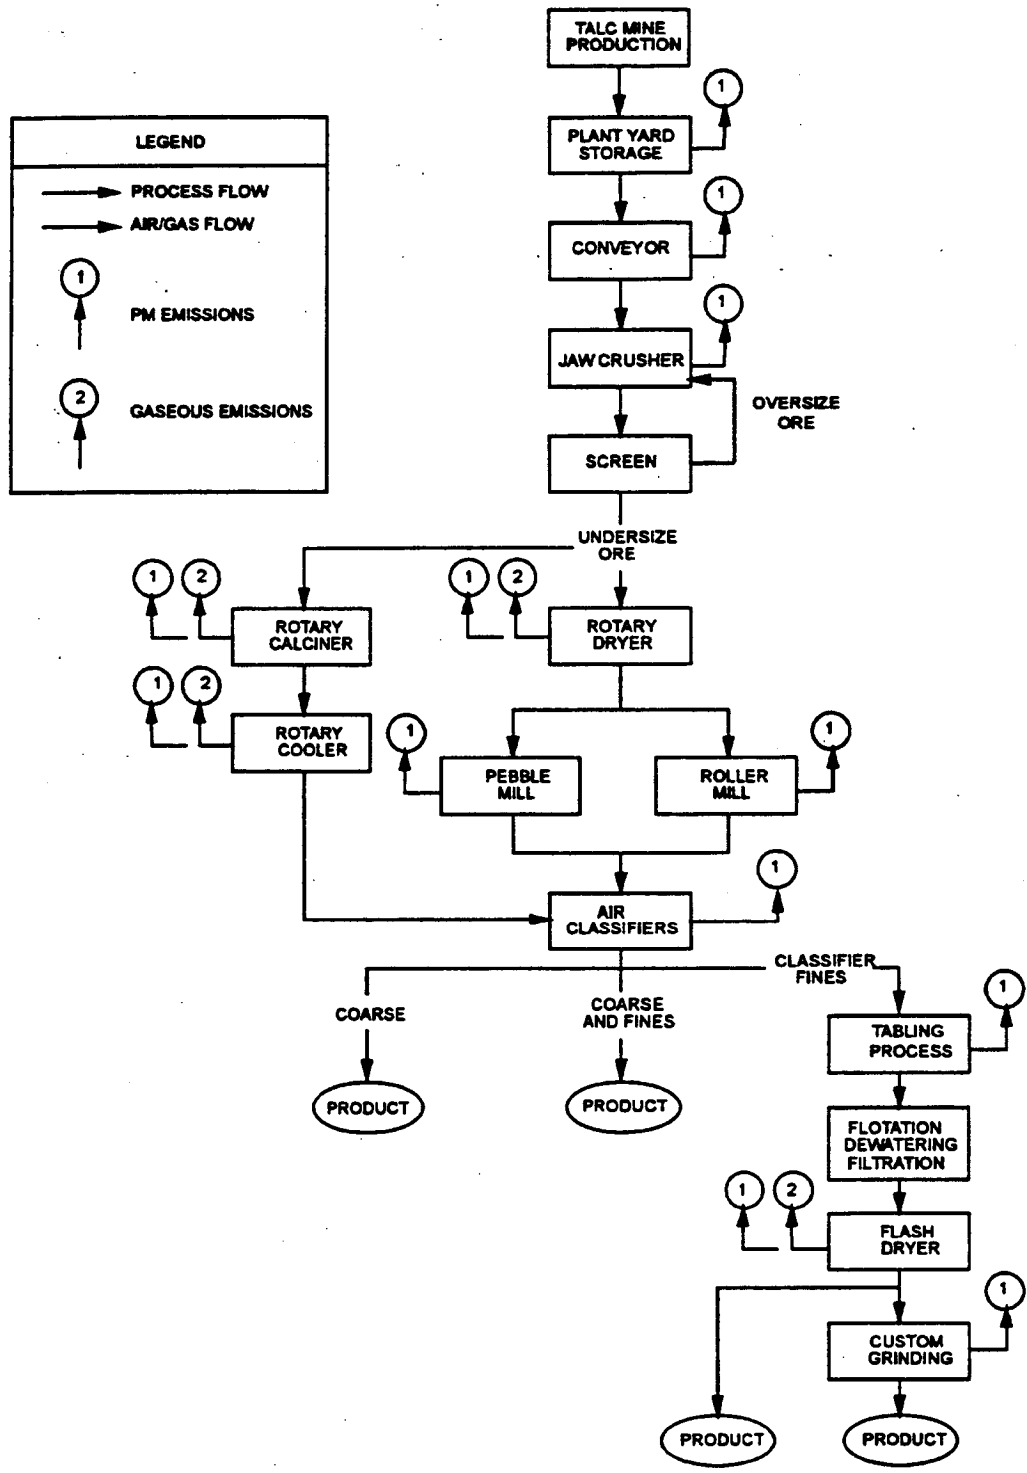 TALC MINE
PRODUCTION
1
PLANT YARD
STORAGE
1
CONVEYOR
1
JAW CRUSHER
OVERSIZE
ORE
SCREEN
LEGEND
PROCESS FLOW
AIR/GAS FLOW
1
PM EMISSIONS
2
GASEOUS EMISSIONS
UNDERSIZE
ORE
1 2
ROTARY
CALCINER
1 2
ROTARY
DRYER
1 2
ROTARY
COOLER
1
PEBBLE
MILL
1
ROLLER
MILL
1
AIR
CLASSIFIERS
CLASSIFIER
FINES
COARSE
COARSE
AND FINES
1
TABLING
PROCESS
PRODUCT
PRODUCT
FLOTATION
DEWATERING
FILTRATION
1 2
FLASH
DRYER
1
CUSTOM
GRINDING
PRODUCT
PRODUCT